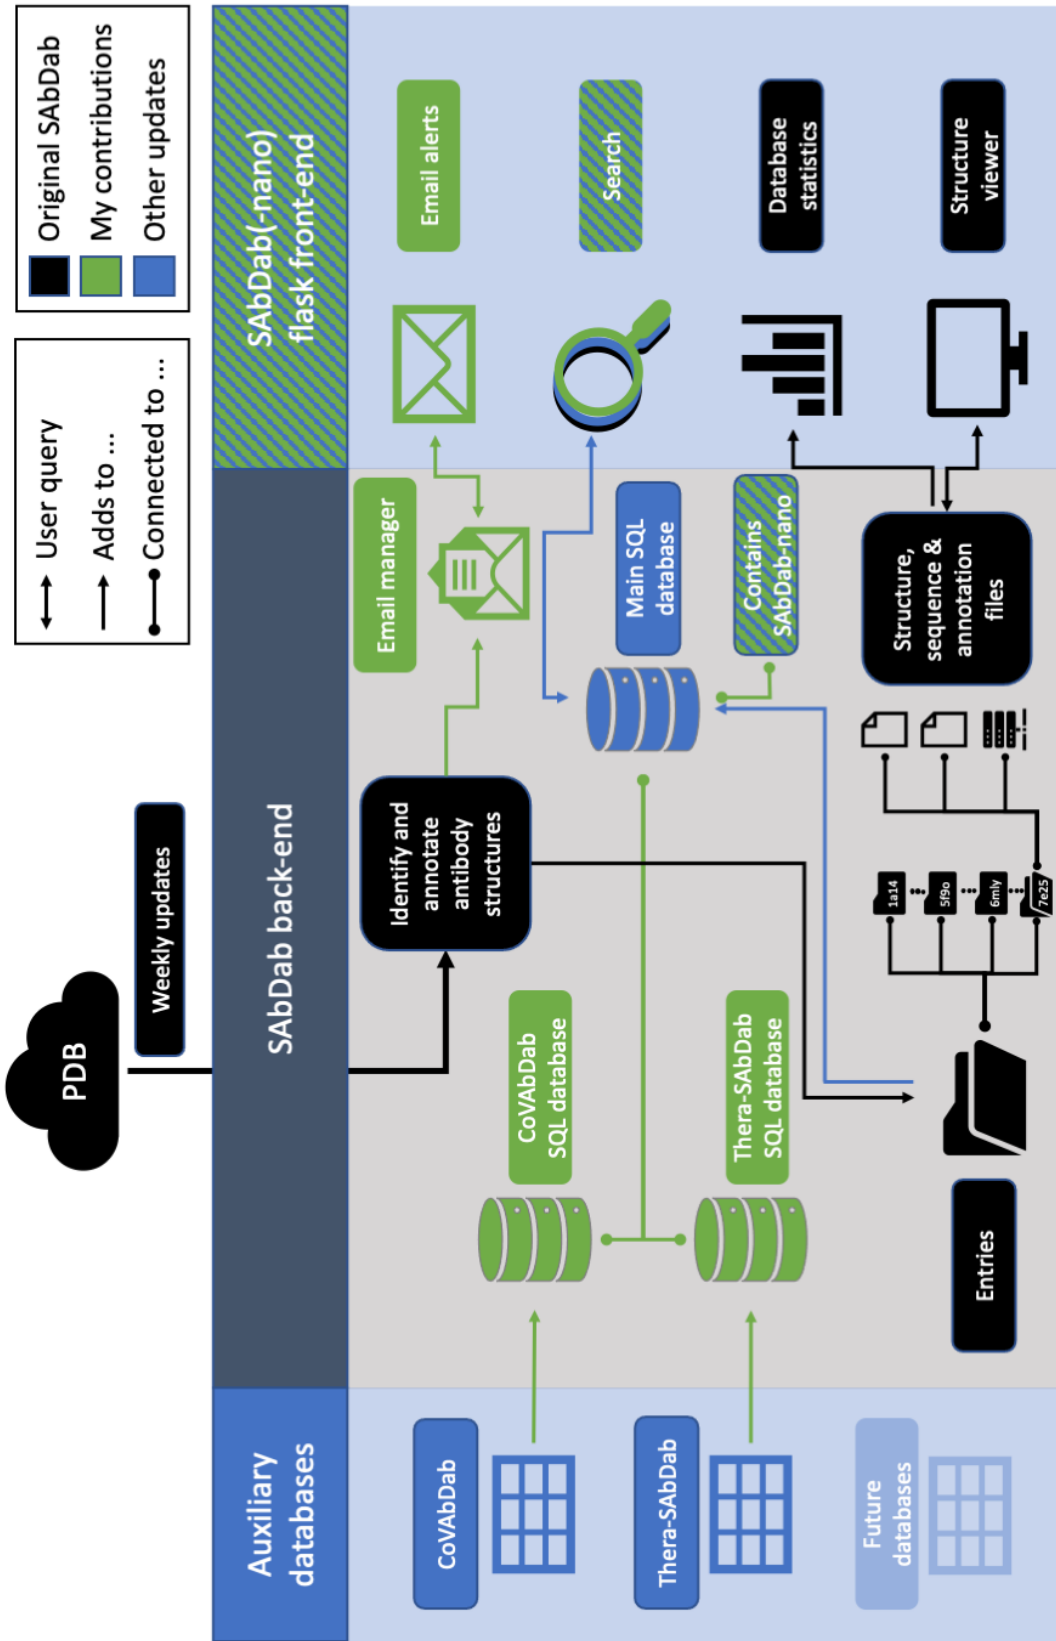 PDB
Weekly updates
User query
Adds to ...
Connected to ...
Original SAbDab
My contributions
Other updates
Auxiliary
databases
SAbDab back-end
SAbDab(-nano)
flask front-end
CoVAbDab
Thera-SAbDab
Future
databases
CoVAbDab
SQL database
Thera-SAbDab
SQL database
Entries
Identify and
annotate
antibody
structures
Email manager
Main SQL
database
Contains
SAbDab-nano
1a14
5f9o
6mly
7e25
Structure,
sequence &
annotation
files
Email alerts
Search
Database
statistics
Structure
viewer